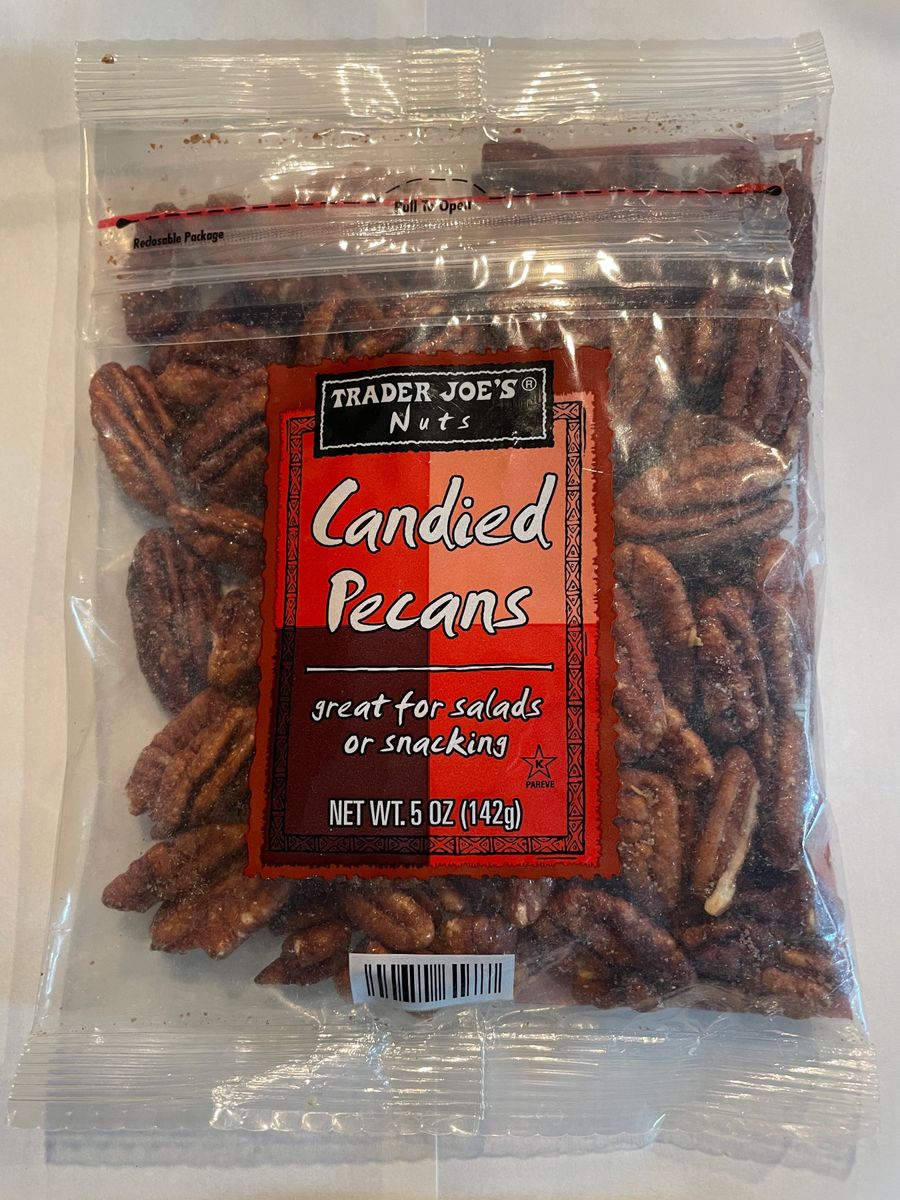 Pull To Open
Reclosable Package
TRADER JOE'S®
Nuts
Candied
Pecans
great for salads
or snacking
K
PAREVE
NET WT. 5 OZ (142g)